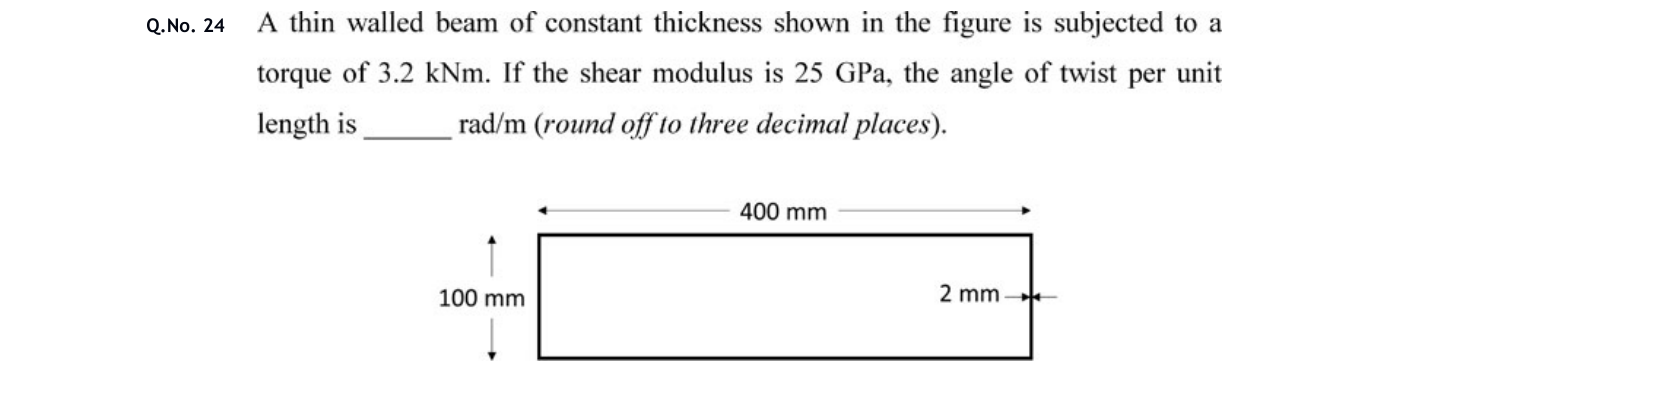 Q.No. 24 A thin walled beam of constant thickness shown in the figure is subjected to a
torque of 3.2 kNm. If the shear modulus is 25 GPa, the angle of twist per unit
length is ______ rad/m (round off to three decimal places).
400 mm
100 mm
2 mm